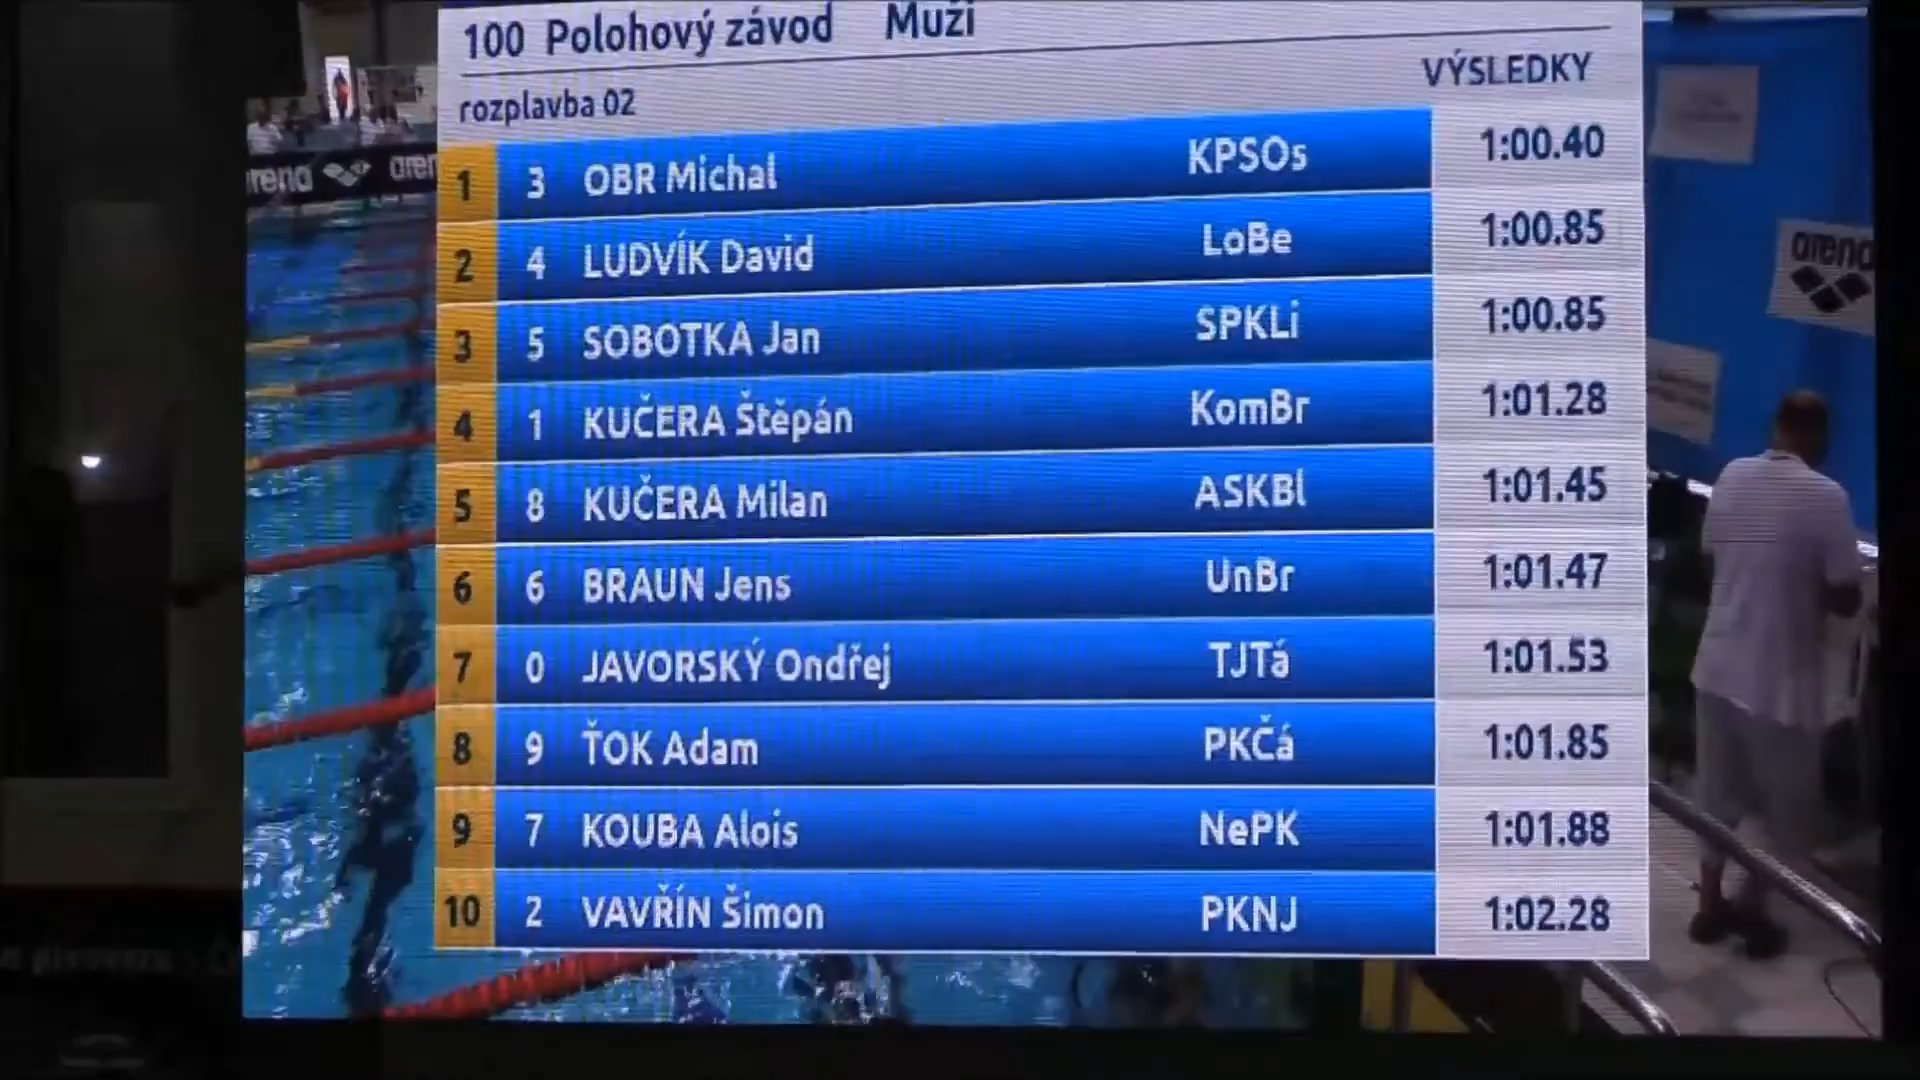 100 Polohový závod Muži
VÝSLEDKY
rozplavba 02
1 3 OBR Michal KPSOs 1:00.40
2 4 LUDVÍK David LoBe 1:00.85
3 5 SOBOTKA Jan SPKLi 1:00.85
4 1 KUČERA Štěpán KomBr 1:01.28
5 8 KUČERA Milan ASKBl 1:01.45
6 6 BRAUN Jens UnBr 1:01.47
7 0 JAVORSKÝ Ondřej TJTá 1:01.53
8 9 ŤOK Adam PKČá 1:01.85
9 7 KOUBA Alois NePK 1:01.88
10 2 VAVŘÍN Šimon PKNJ 1:02.28
arena